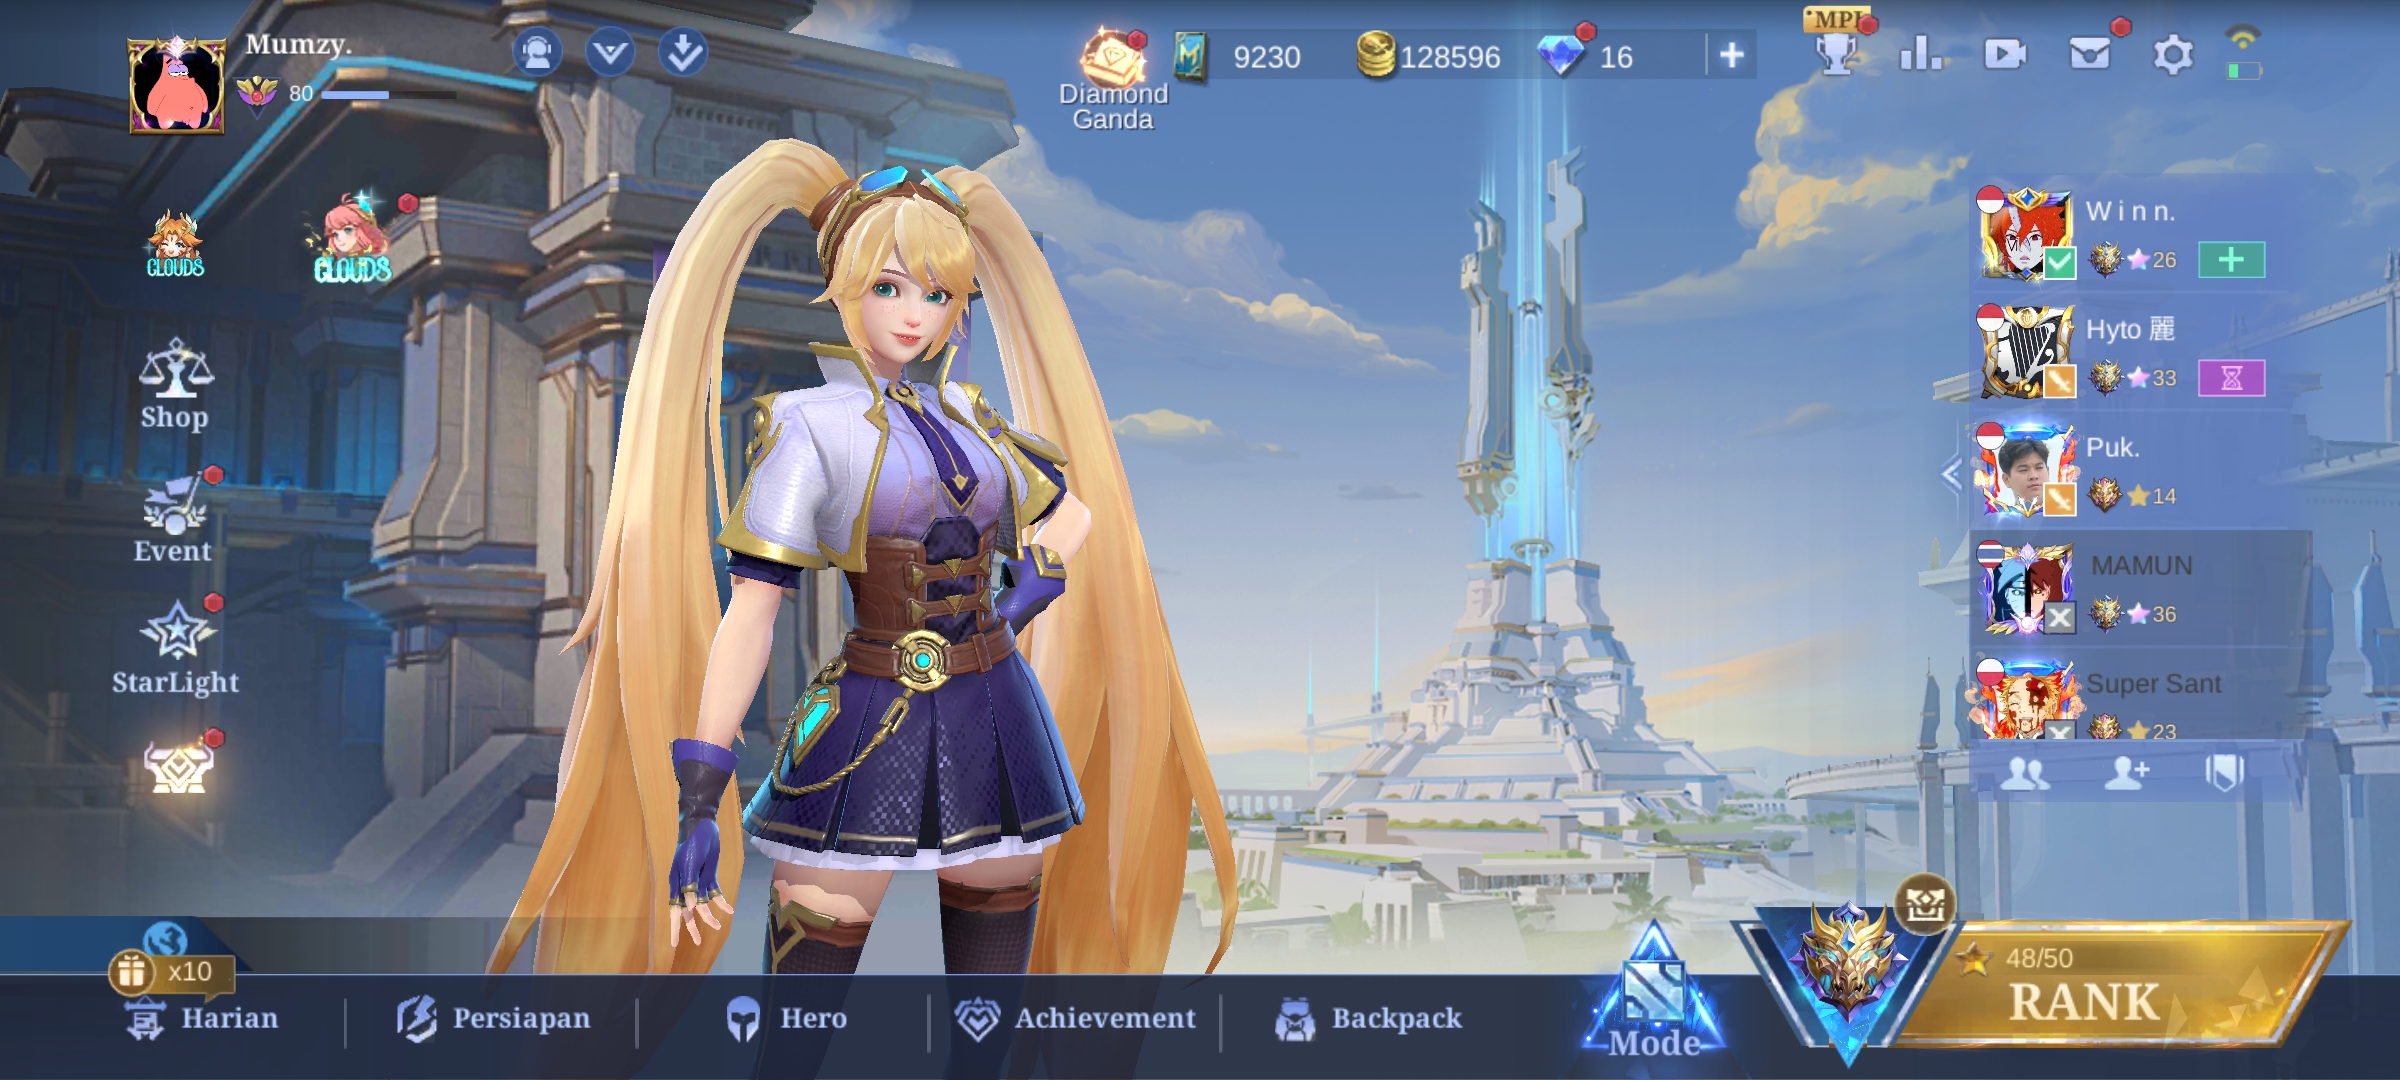 Mumzy.
80
Diamond
Ganda
9230
128596
16
MPL
CLOUDS
CLOUDS
Shop
Event
StarLight
W i n n.
26
Hyto 麗
33
Puk.
14
MAMUN
36
Super Sant
23
x10
Harian
Persiapan
Hero
Achievement
Backpack
Mode
48/50
RANK